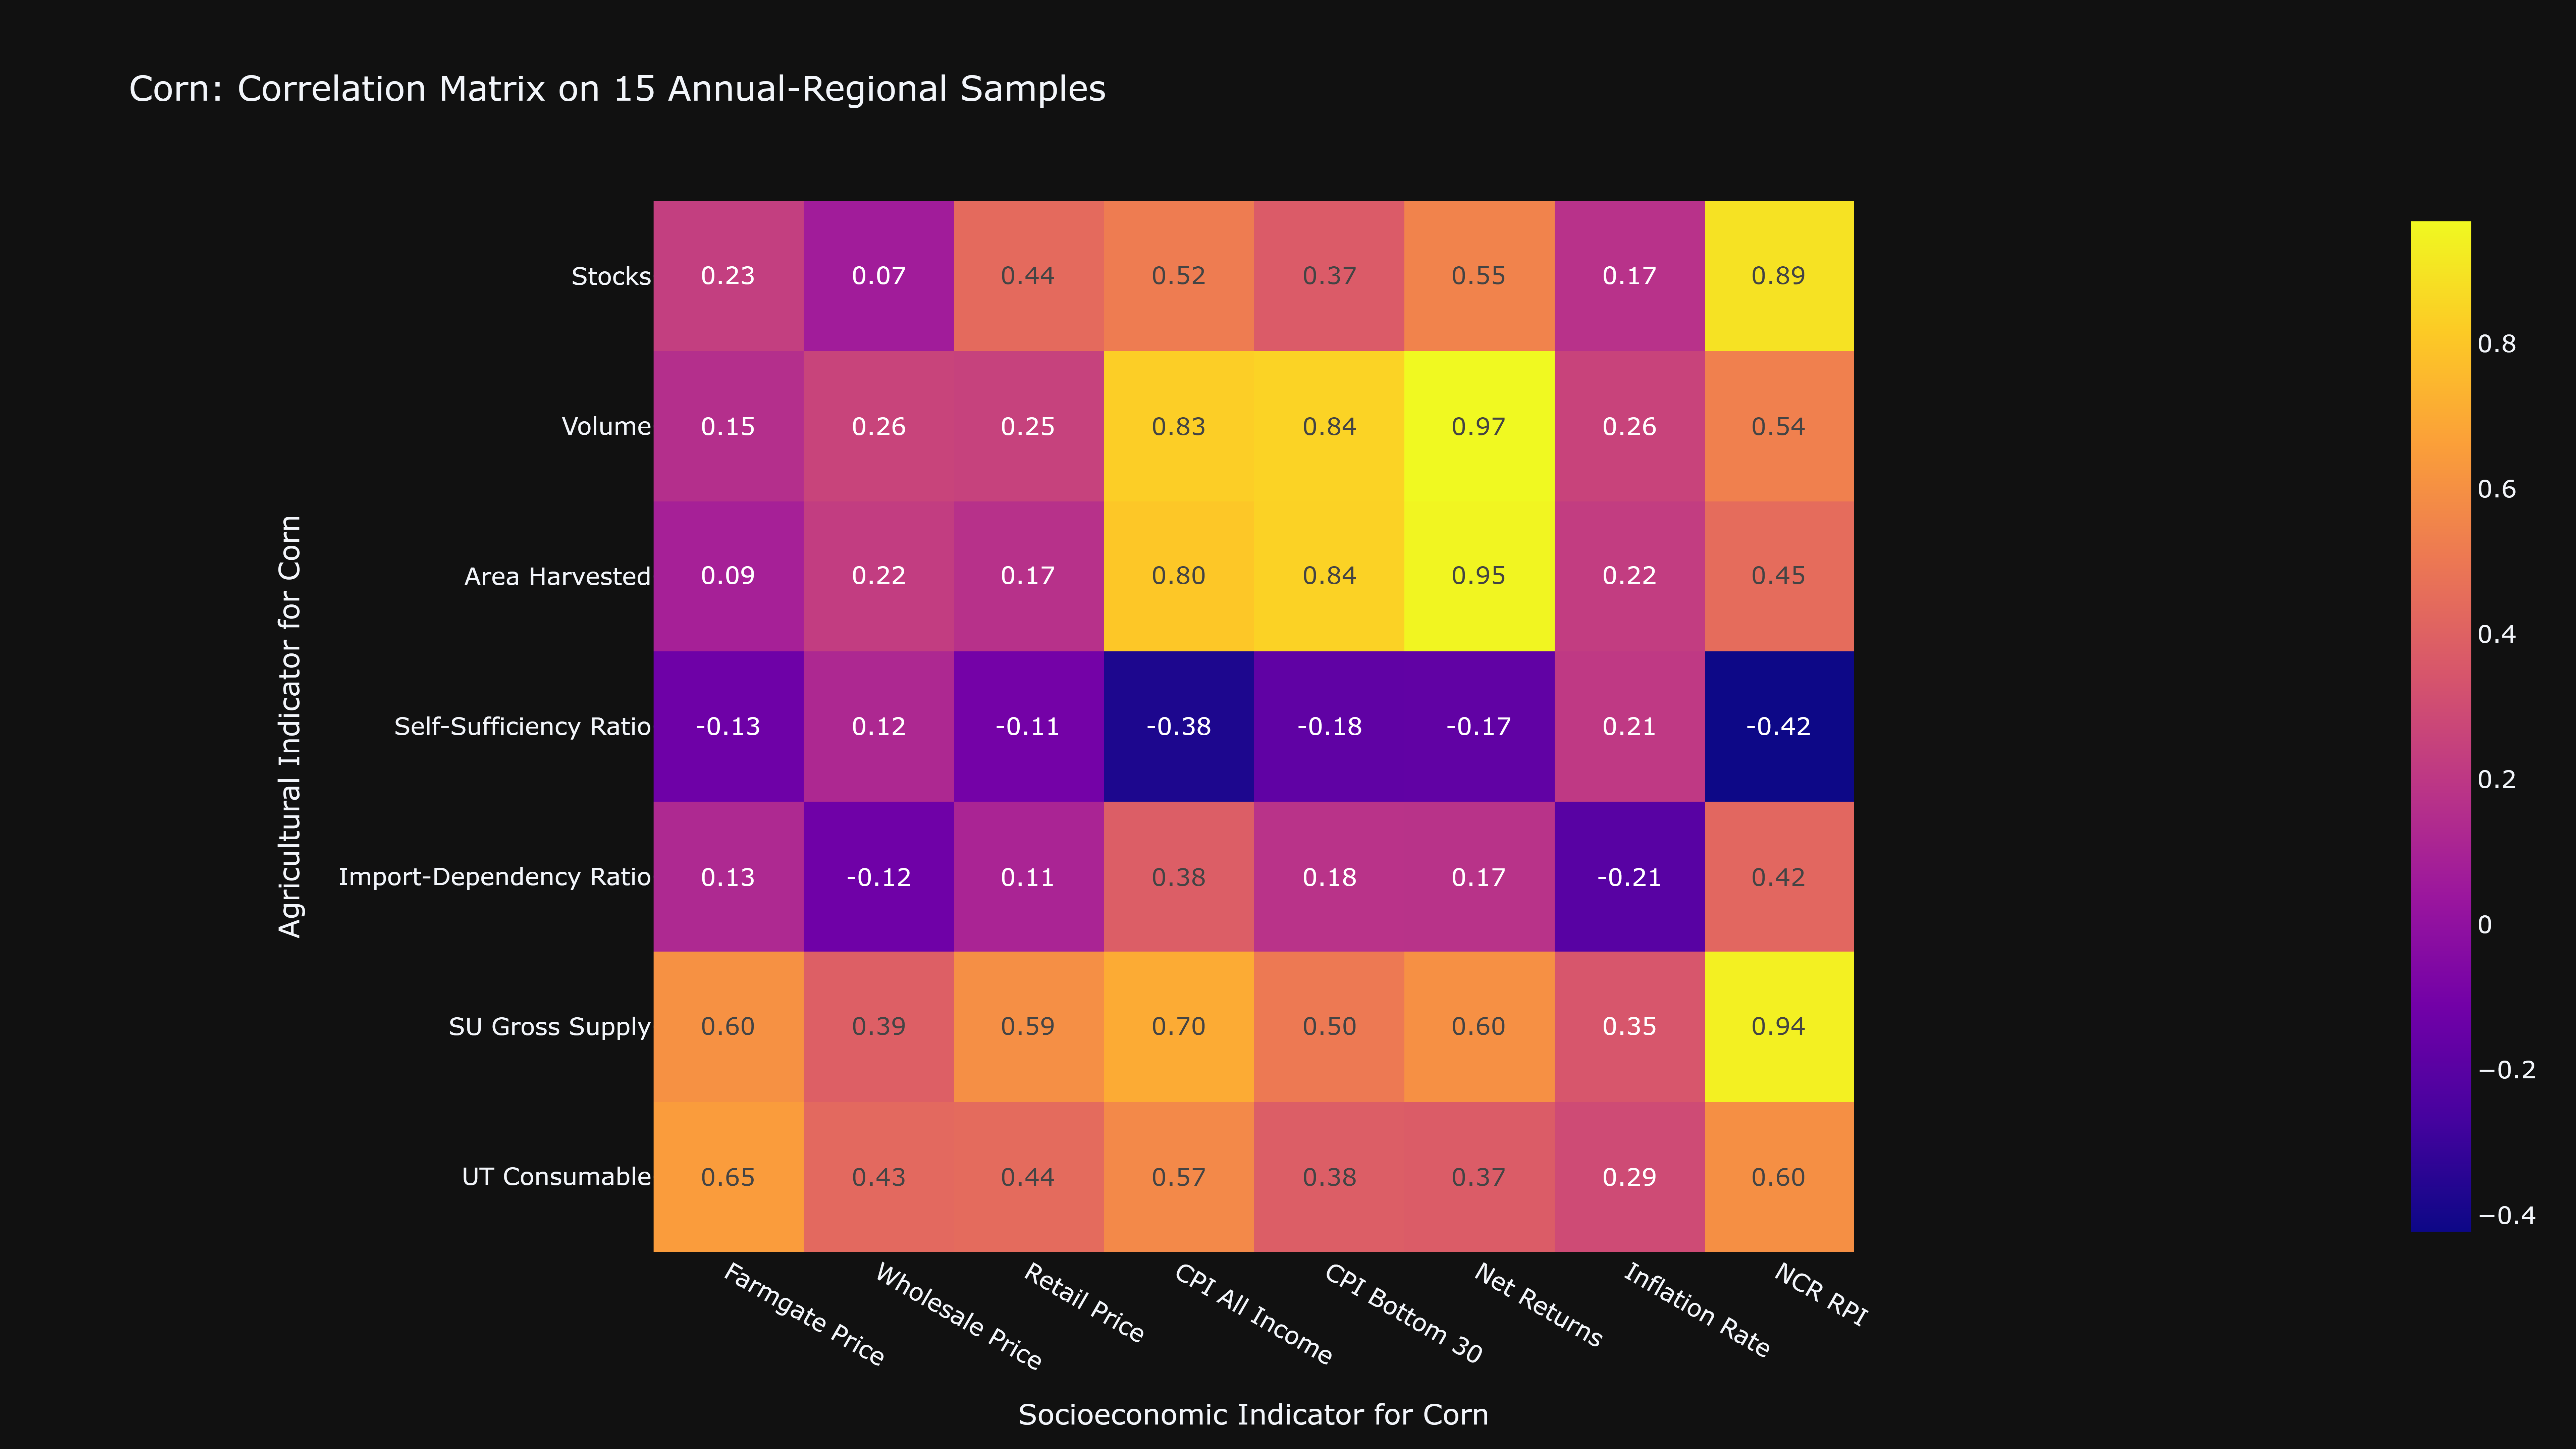 Corn: Correlation Matrix on 15 Annual-Regional Samples
Agricultural Indicator for Corn
Stocks 0.23 0.07 0.44 0.52 0.37 0.55 0.17 0.89
Volume 0.15 0.26 0.25 0.83 0.84 0.97 0.26 0.54
Area Harvested 0.09 0.22 0.17 0.80 0.84 0.95 0.22 0.45
Self-Sufficiency Ratio -0.13 0.12 -0.11 -0.38 -0.18 -0.17 0.21 -0.42
Import-Dependency Ratio 0.13 -0.12 0.11 0.38 0.18 0.17 -0.21 0.42
SU Gross Supply 0.60 0.39 0.59 0.70 0.50 0.60 0.35 0.94
UT Consumable 0.65 0.43 0.44 0.57 0.38 0.37 0.29 0.60
Farmgate Price
Wholesale Price
Retail Price
CPI All Income
CPI Bottom 30
Net Returns
Inflation Rate
NCR RPI
Socioeconomic Indicator for Corn
0.8
0.6
0.4
0.2
0
−0.2
−0.4